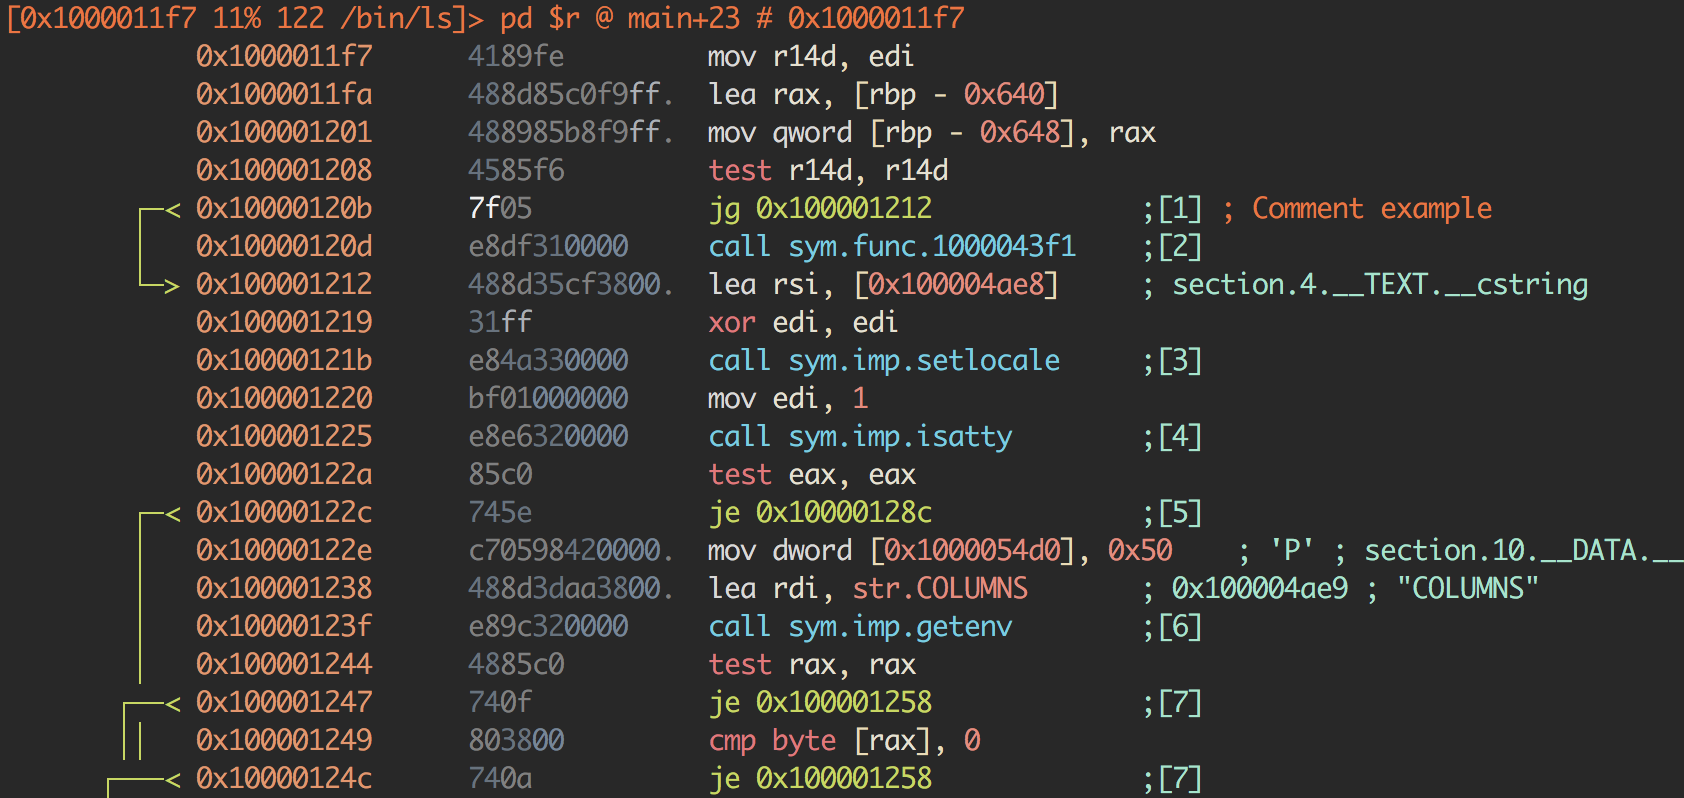 [0x1000011f7 11% 122 /bin/ls]> pd $r @ main+23 # 0x1000011f7
0x1000011f7 4189fe mov r14d, edi
0x1000011fa 488d85c0f9ff. lea rax, [rbp - 0x640]
0x100001201 488985b8f9ff. mov qword [rbp - 0x648], rax
0x100001208 4585f6 test r14d, r14d
< 0x10000120b 7f05 jg 0x100001212 ;[1] ; Comment example
0x10000120d e8df310000 call sym.func.1000043f1 ;[2]
> 0x100001212 488d35cf3800. lea rsi, [0x100004ae8] ; section.4.__TEXT.__cstring
0x100001219 31ff xor edi, edi
0x10000121b e84a330000 call sym.imp.setlocale ;[3]
0x100001220 bf01000000 mov edi, 1
0x100001225 e8e6320000 call sym.imp.isatty ;[4]
0x10000122a 85c0 test eax, eax
< 0x10000122c 745e je 0x10000128c ;[5]
0x10000122e c70598420000. mov dword [0x1000054d0], 0x50 ; 'P' ; section.10.__DATA.__
0x100001238 488d3daa3800. lea rdi, str.COLUMNS ; 0x100004ae9 ; "COLUMNS"
0x10000123f e89c320000 call sym.imp.getenv ;[6]
0x100001244 4885c0 test rax, rax
< 0x100001247 740f je 0x100001258 ;[7]
0x100001249 803800 cmp byte [rax], 0
< 0x10000124c 740a je 0x100001258 ;[7]